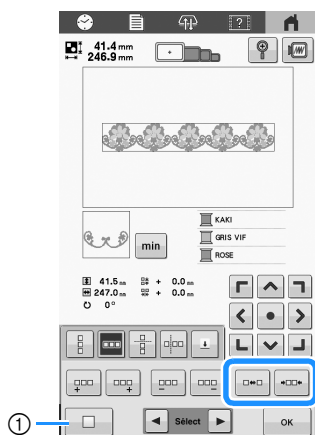 41.4 mm
246.9 mm
min
KAKI
GRIS VIF
ROSE
41.5 mm + 0.0 mm
247.0 mm + 0.0 mm
0°
① Sélect OK